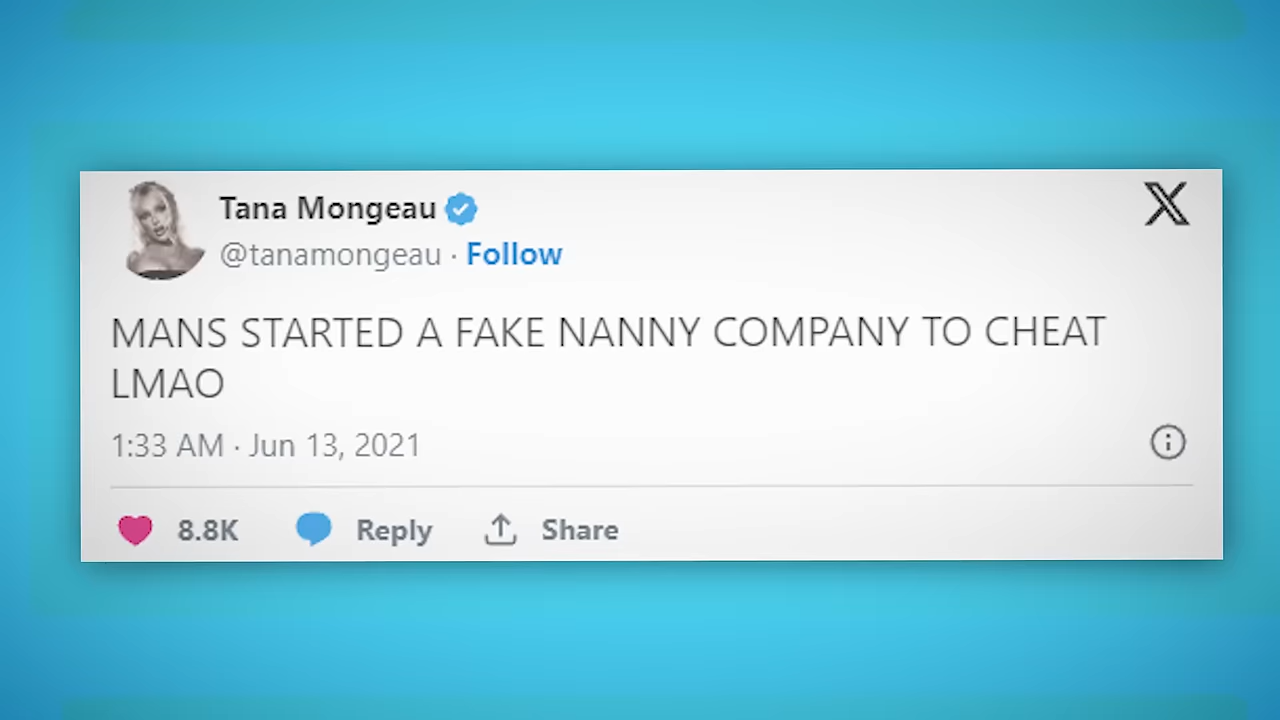 Tana Mongeau
@tanamongeau · Follow
MANS STARTED A FAKE NANNY COMPANY TO CHEAT
LMAO
1:33 AM · Jun 13, 2021
8.8K Reply Share